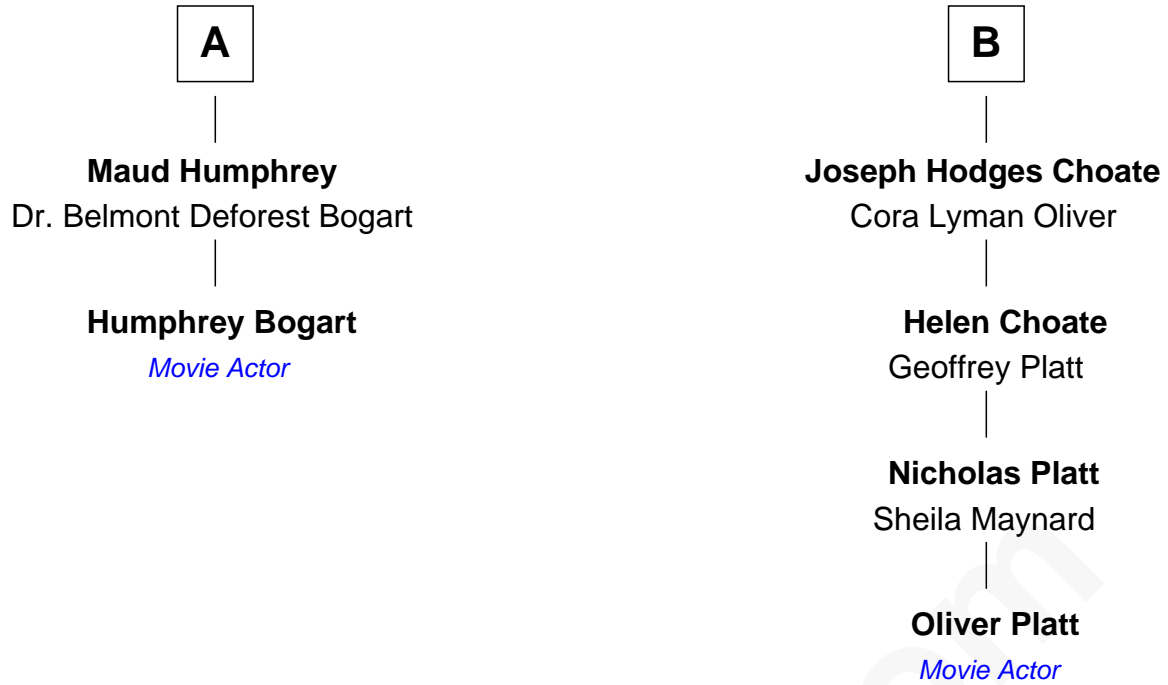 A
Maud Humphrey
Dr. Belmont Deforest Bogart
Humphrey Bogart
Movie Actor
B
Joseph Hodges Choate
Cora Lyman Oliver
Helen Choate
Geoffrey Platt
Nicholas Platt
Sheila Maynard
Oliver Platt
Movie Actor